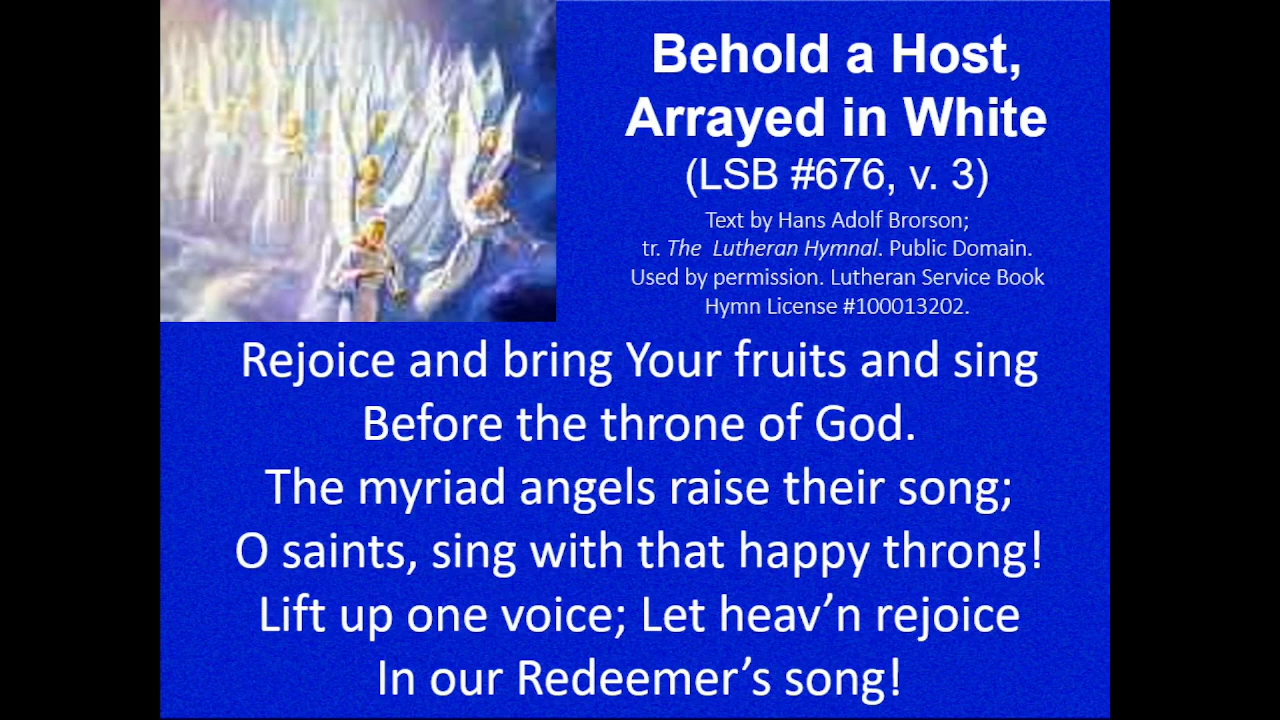 Behold a Host,
Arrayed in White
(LSB #676, v. 3)
Text by Hans Adolf Brorson;
tr. The Lutheran Hymnal. Public Domain.
Used by permission. Lutheran Service Book
Hymn License #100013202.
Rejoice and bring Your fruits and sing
Before the throne of God.
The myriad angels raise their song;
O saints, sing with that happy throng!
Lift up one voice; Let heav’n rejoice
In our Redeemer’s song!